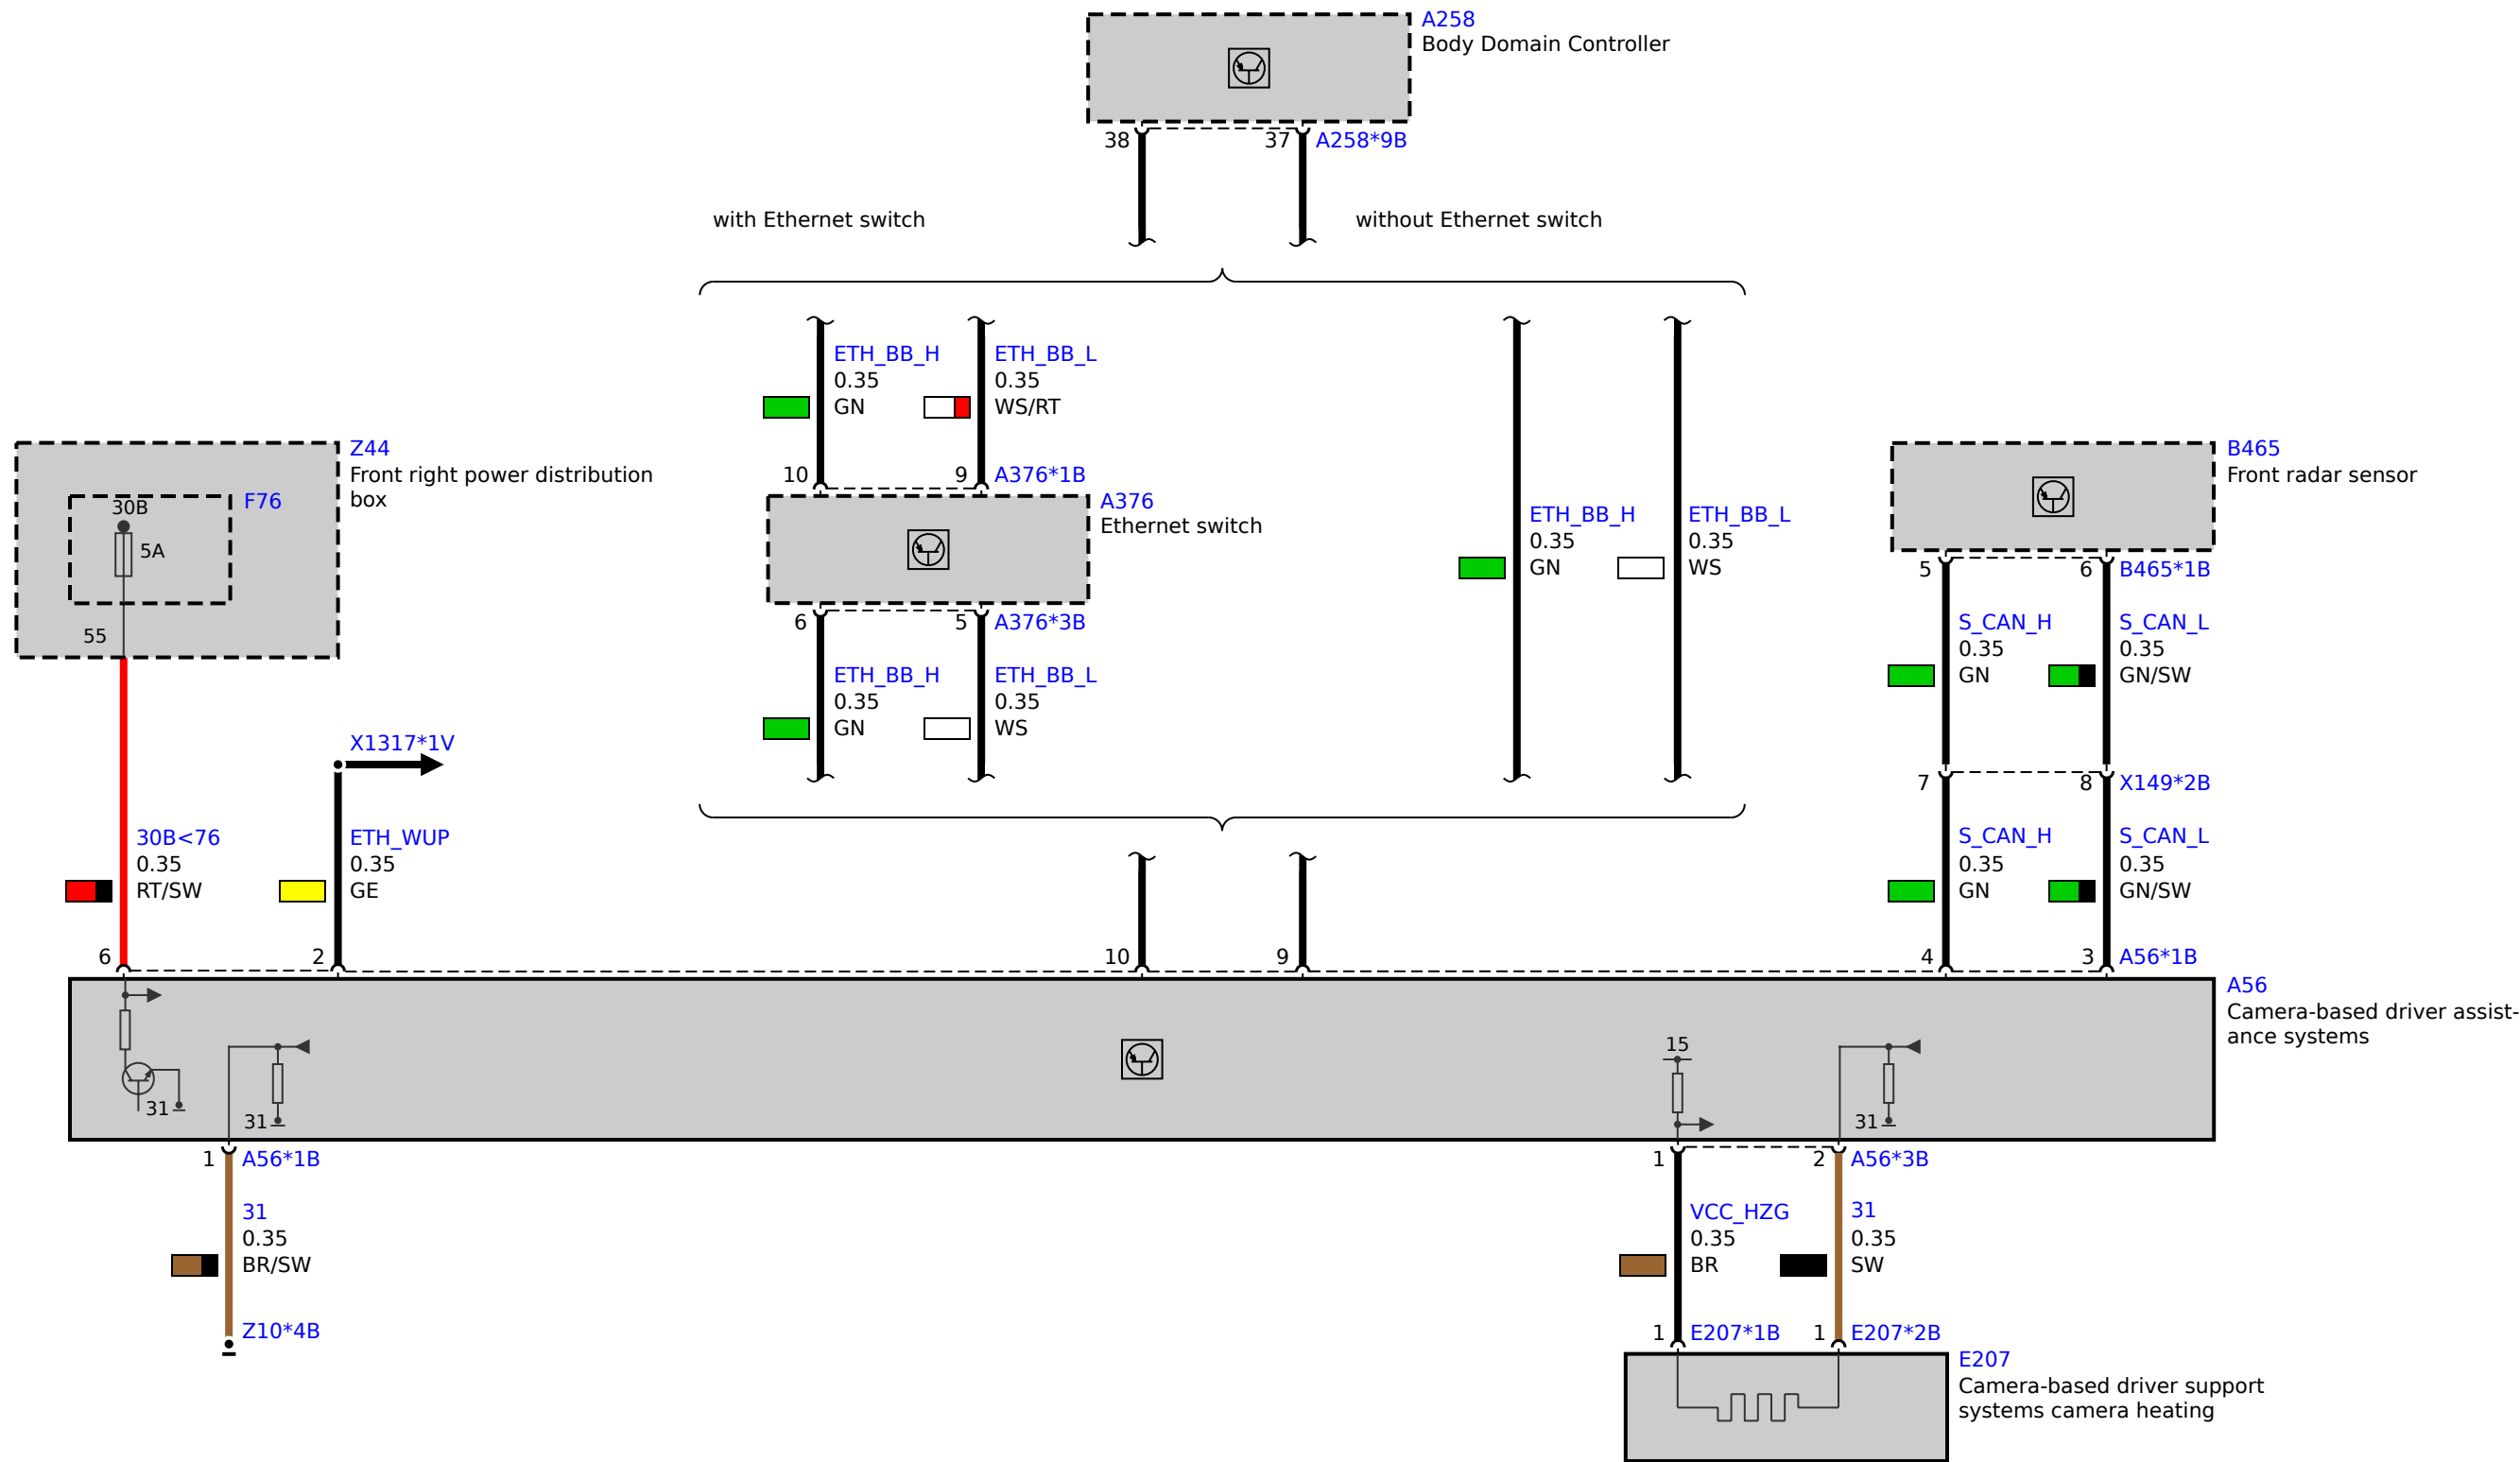 A258
Body Domain Controller
38
37
A258*9B
with Ethernet switch
without Ethernet switch
ETH_BB_H
0.35
GN
ETH_BB_L
0.35
WS/RT
10
9
A376*1B
A376
Ethernet switch
6
5
A376*3B
ETH_BB_H
0.35
GN
ETH_BB_L
0.35
WS
ETH_BB_H
0.35
GN
ETH_BB_L
0.35
WS
Z44
Front right power distribution
box
F76
30B
5A
55
30B<76
0.35
RT/SW
X1317*1V
ETH_WUP
0.35
GE
B465
Front radar sensor
5
6
B465*1B
S_CAN_H
0.35
GN
S_CAN_L
0.35
GN/SW
7
8
X149*2B
S_CAN_H
0.35
GN
S_CAN_L
0.35
GN/SW
6
2
10
9
4
3
A56*1B
A56
Camera-based driver assist-
ance systems
31
31
15
31
1
A56*1B
31
0.35
BR/SW
Z10*4B
1
2
A56*3B
VCC_HZG
0.35
BR
31
0.35
SW
1
E207*1B
1
E207*2B
E207
Camera-based driver support
systems camera heating